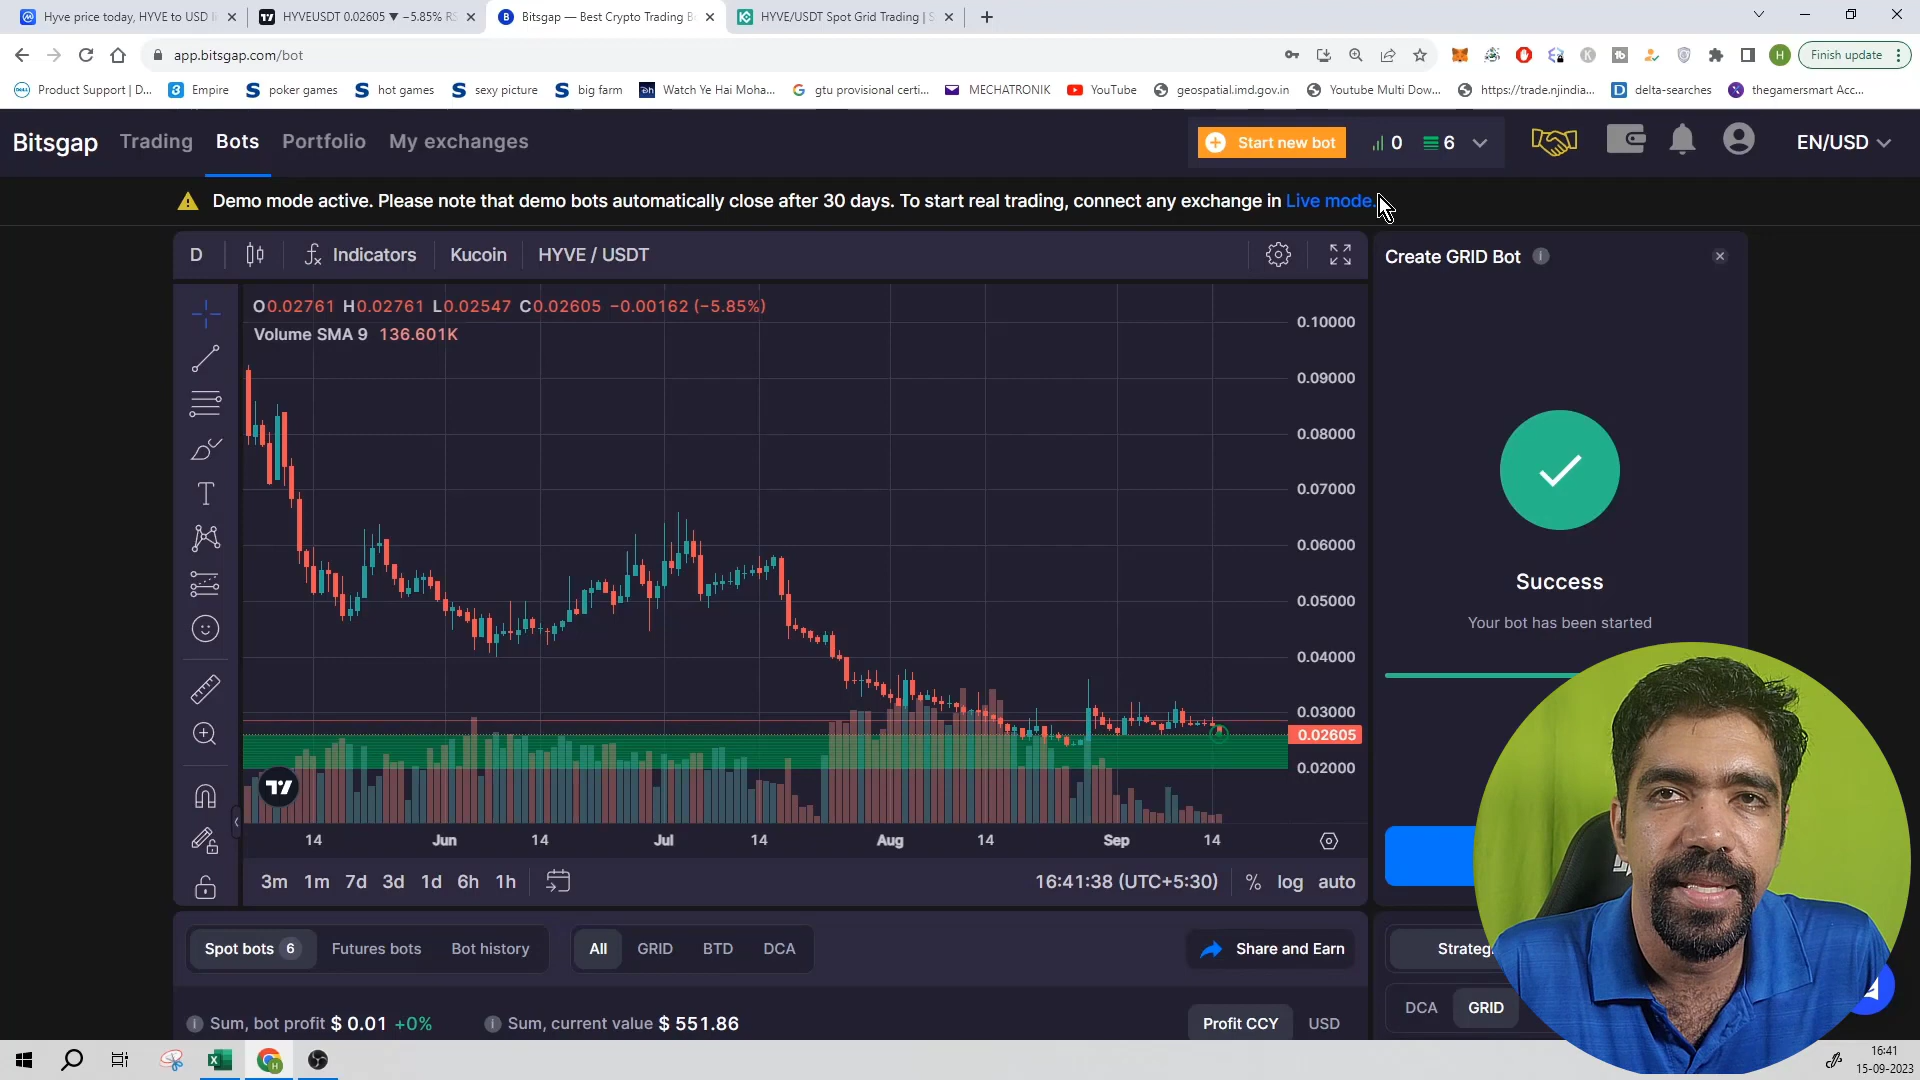 Hyve price today, HYVE to USD li
HYVEUSDT 0.02605 ▼ −5.85% RS
Bitsgap — Best Crypto Trading B
HYVE/USDT Spot Grid Trading | S
app.bitsgap.com/bot
Finish update
Product Support | D...
Empire
poker games
hot games
sexy picture
big farm
Watch Ye Hai Moha...
gtu provisional certi...
MECHATRONIK
YouTube
geospatial.imd.gov.in
Youtube Multi Dow...
https://trade.njindia...
delta-searches
thegamersmart Acc...
Bitsgap
Trading
Bots
Portfolio
My exchanges
Start new bot
0
6
EN/USD
Demo mode active. Please note that demo bots automatically close after 30 days. To start real trading, connect any exchange in Live mode.
D
Indicators
Kucoin
HYVE / USDT
Create GRID Bot
O0.02761 H0.02761 L0.02547 C0.02605 −0.00162 (−5.85%)
Volume SMA 9 136.601K
0.10000
0.09000
0.08000
0.07000
0.06000
0.05000
0.04000
0.03000
0.02605
0.02000
Success
Your bot has been started
14
Jun
14
Jul
14
Aug
14
Sep
14
3m 1m 7d 3d 1d 6h 1h
16:41:38 (UTC+5:30)
% log auto
Spot bots 6
Futures bots
Bot history
All
GRID
BTD
DCA
Share and Earn
Strateg
DCA
GRID
Sum, bot profit $ 0.01 +0%
Sum, current value $ 551.86
Profit CCY
USD
16:41
15-09-2023